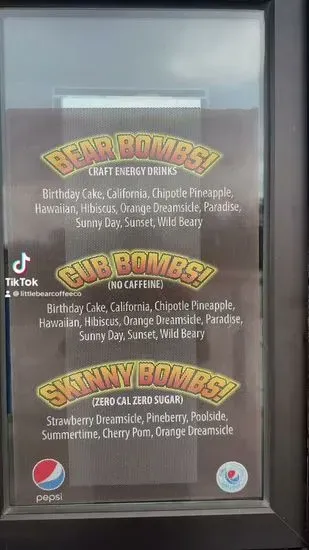 BEAR BOMBS!
CRAFT ENERGY DRINKS
Birthday Cake, California, Chipotle Pineapple,
Hawaiian, Hibiscus, Orange Dreamsicle, Paradise,
Sunny Day, Sunset, Wild Beary
TikTok
@littlebearcoffeeco
CUB BOMBS!
(NO CAFFEINE)
Birthday Cake, California, Chipotle Pineapple,
Hawaiian, Hibiscus, Orange Dreamsicle, Paradise,
Sunny Day, Sunset, Wild Beary
SKINNY BOMBS!
(ZERO CAL ZERO SUGAR)
Strawberry Dreamsicle, Pineberry, Poolside,
Summertime, Cherry Pom, Orange Dreamsicle
pepsi